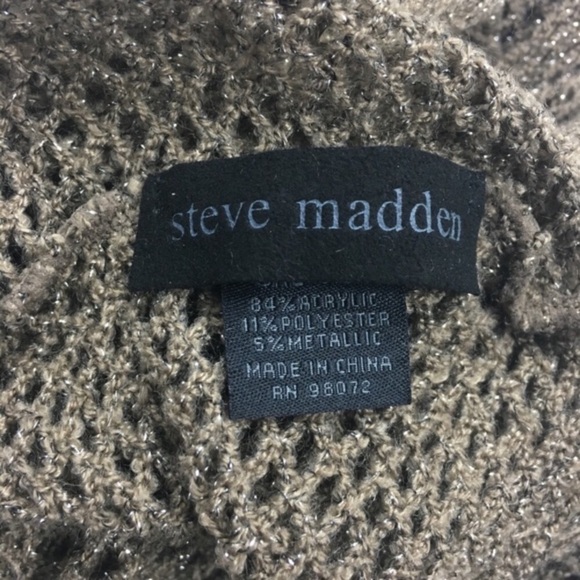 steve madden
84% ACRYLIC
11% POLYESTER
5% METALLIC
MADE IN CHINA
RN 98072